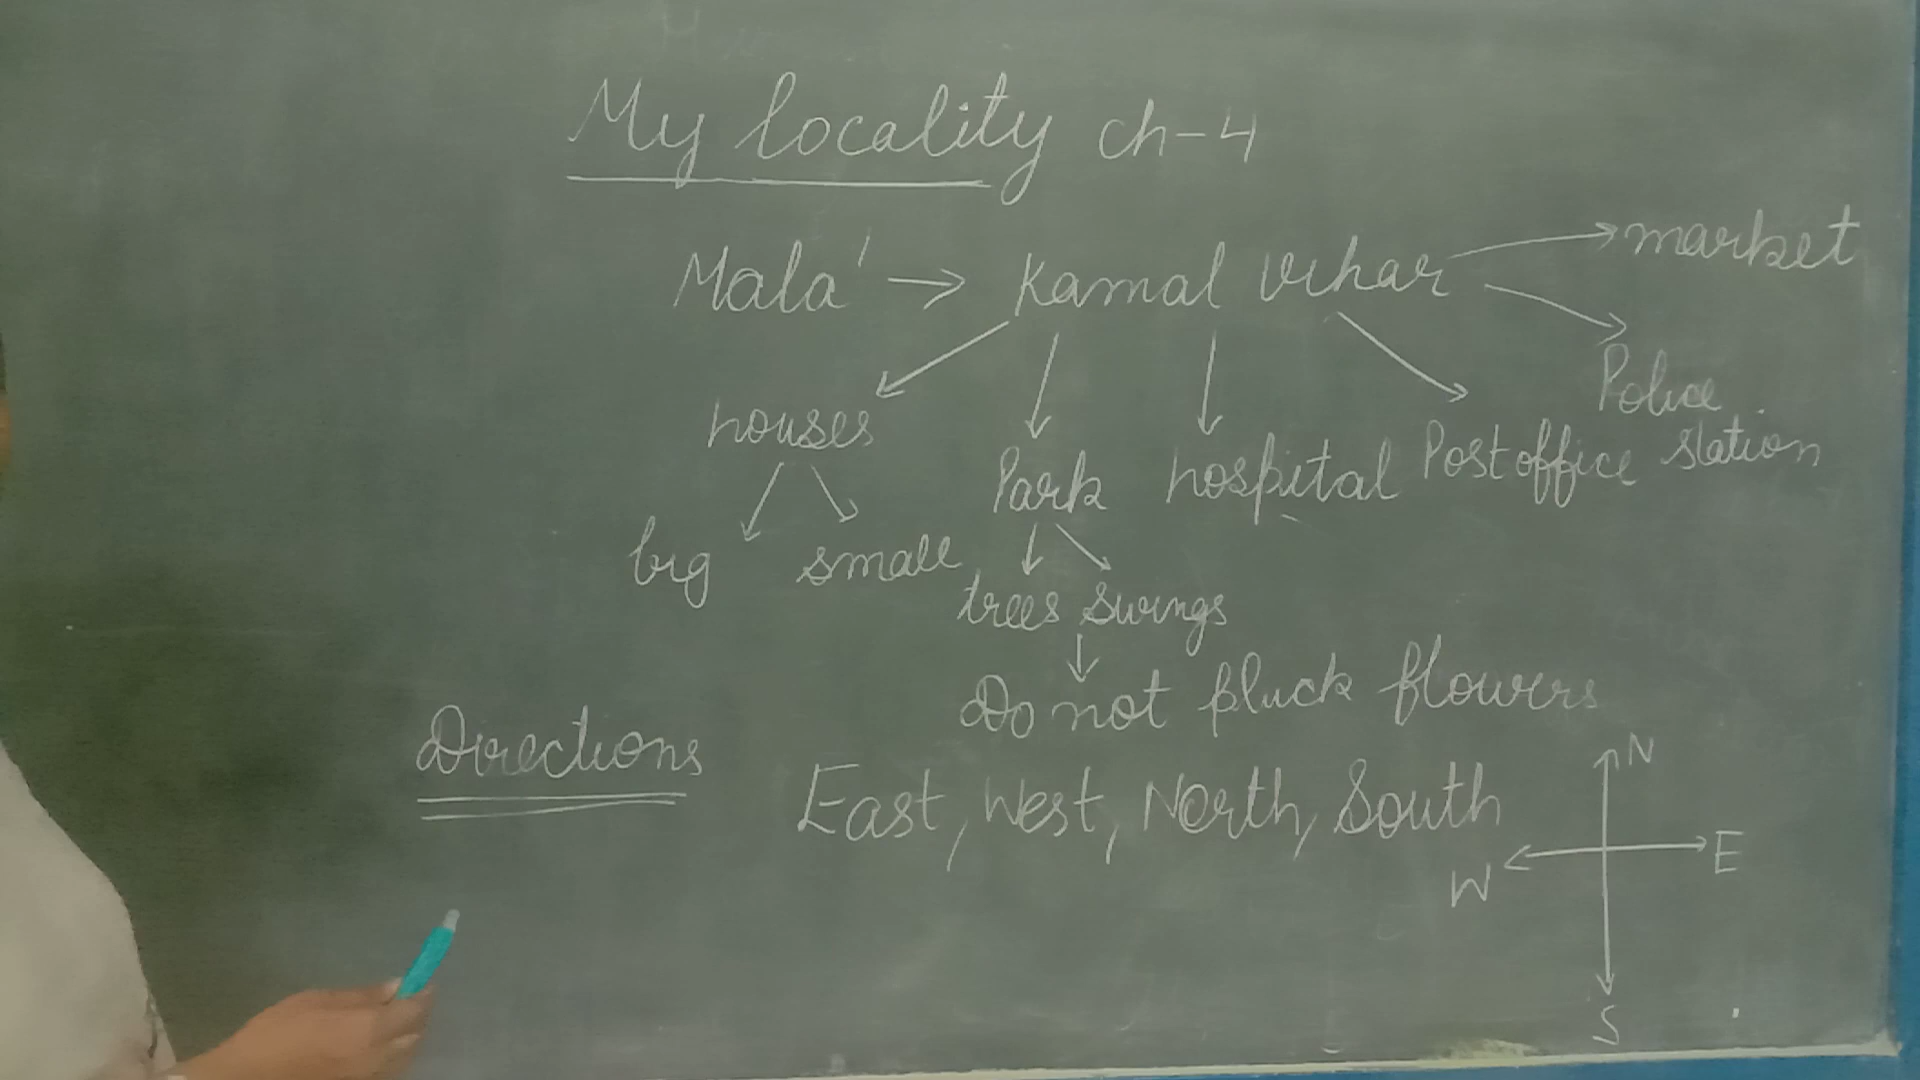 My locality ch-4
Mala' → Kamal Vihar → market
houses Park hospital Post office Police station
big small
trees swings
Do not pluck flowers
Directions
East, West, North, South
N
W E
S